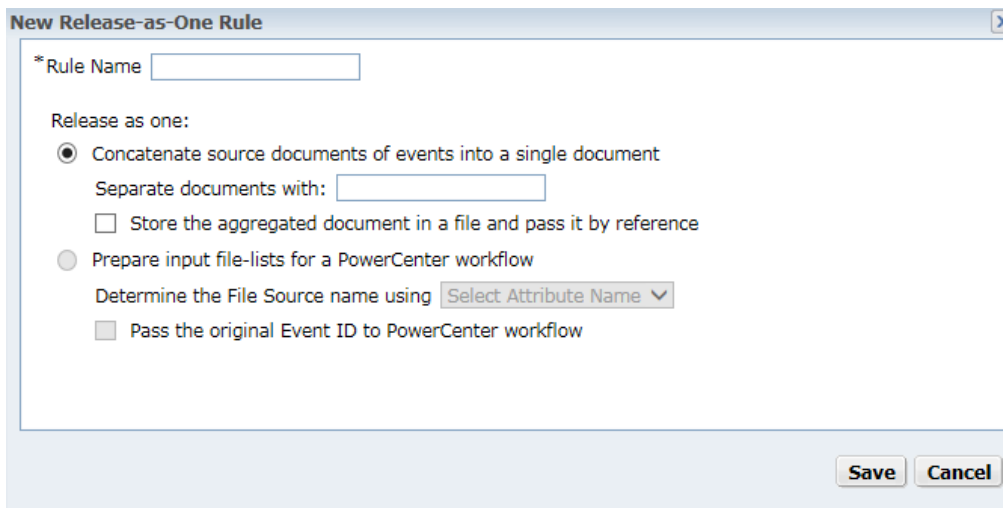 New Release-as-One Rule
*Rule Name
Release as one:
Concatenate source documents of events into a single document
Separate documents with:
Store the aggregated document in a file and pass it by reference
Prepare input file-lists for a PowerCenter workflow
Determine the File Source name using Select Attribute Name
Pass the original Event ID to PowerCenter workflow
Save Cancel